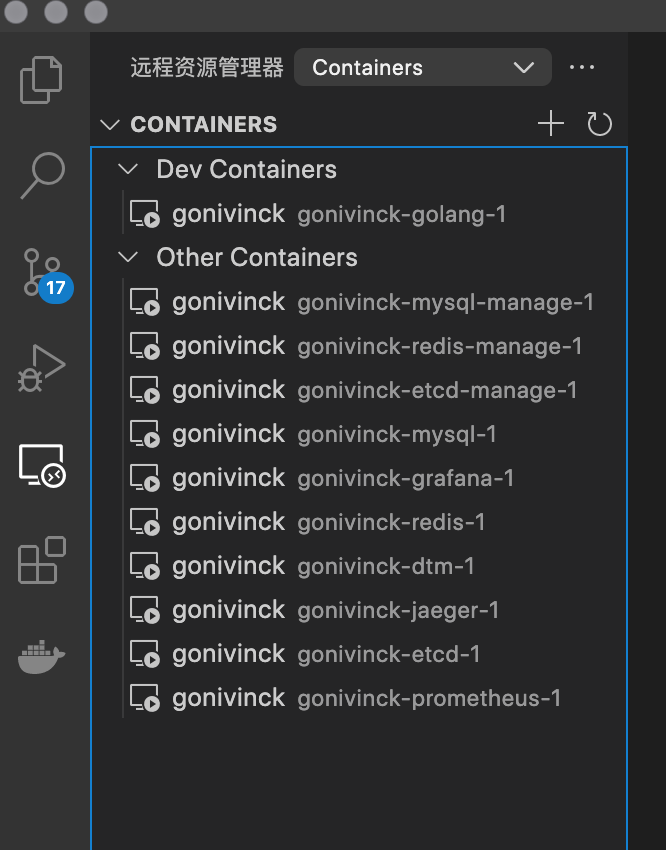 远程资源管理器 Containers
CONTAINERS
Dev Containers
gonivinck gonivinck-golang-1
Other Containers
17
gonivinck gonivinck-mysql-manage-1
gonivinck gonivinck-redis-manage-1
gonivinck gonivinck-etcd-manage-1
gonivinck gonivinck-mysql-1
gonivinck gonivinck-grafana-1
gonivinck gonivinck-redis-1
gonivinck gonivinck-dtm-1
gonivinck gonivinck-jaeger-1
gonivinck gonivinck-etcd-1
gonivinck gonivinck-prometheus-1